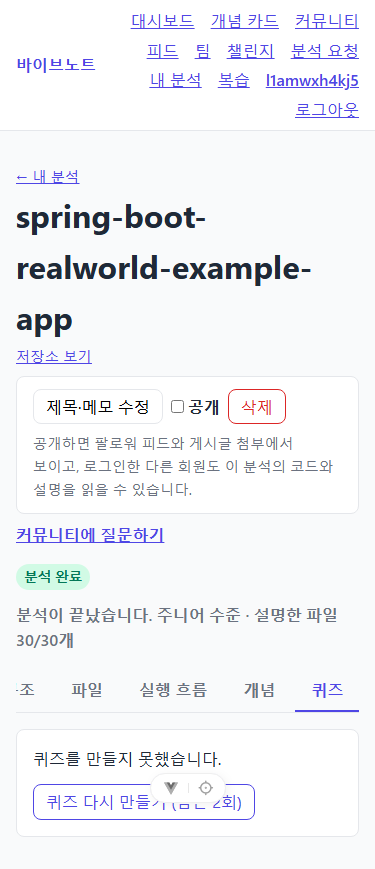 바이브노트
대시보드 개념 카드 커뮤니티
피드 팀 챌린지 분석 요청
내 분석 복습 l1amwxh4kj5
로그아웃
← 내 분석
spring-boot-
realworld-example-
app
저장소 보기
제목·메모 수정 공개 삭제
공개하면 팔로워 피드와 게시글 첨부에서
보이고, 로그인한 다른 회원도 이 분석의 코드와
설명을 읽을 수 있습니다.
커뮤니티에 질문하기
분석 완료
분석이 끝났습니다. 주니어 수준 · 설명한 파일
30/30개
조 파일 실행 흐름 개념 퀴즈
퀴즈를 만들지 못했습니다.
퀴즈 다시 만들기 2회)